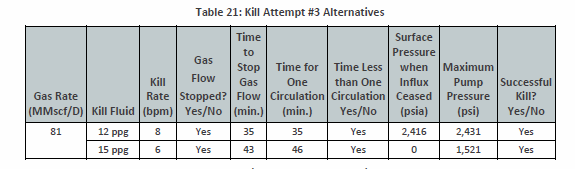 Table 21: Kill Attempt #3 Alternatives
Gas Rate (MMscf/D) | Kill Fluid | Kill Rate (bpm) | Gas Flow Stopped? Yes/No | Time to Stop Gas Flow (min.) | Time for One Circulation (min.) | Time Less than One Circulation Yes/No | Surface Pressure when Influx Ceased (psia) | Maximum Pump Pressure (psi) | Successful Kill? Yes/No
81 | 12 ppg | 8 | Yes | 35 | 35 | Yes | 2,416 | 2,431 | Yes
15 ppg | 6 | Yes | 43 | 46 | Yes | 0 | 1,521 | Yes